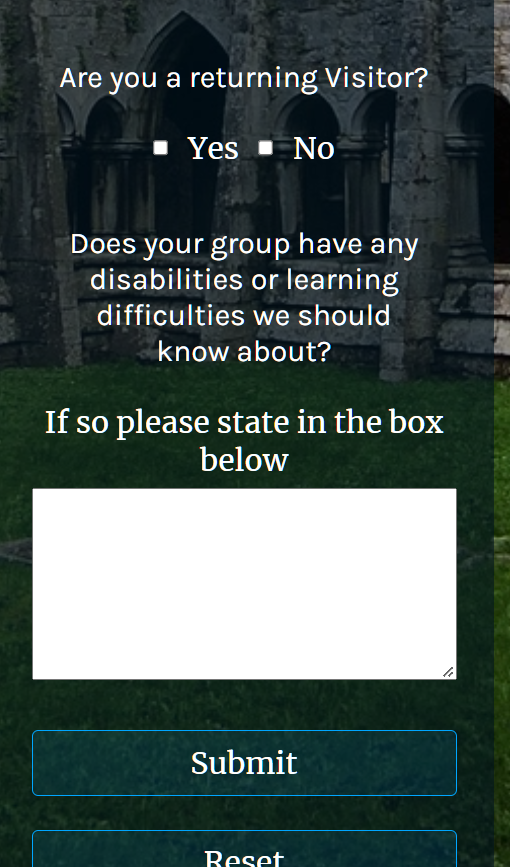 Are you a returning Visitor?
Yes No
Does your group have any
disabilities or learning
difficulties we should
know about?
If so please state in the box
below
Submit
Reset